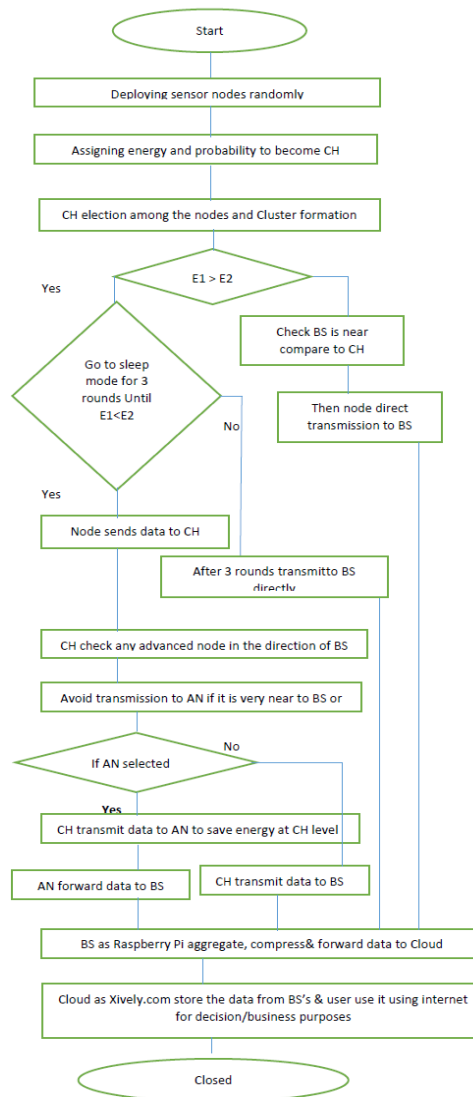 Start
Deploying sensor nodes randomly
Assigning energy and probability to become CH
CH election among the nodes and Cluster formation
E1 > E2
Yes
Check BS is near
compare to CH
Go to sleep
mode for 3
rounds Until
E1<E2
No
Then node direct
transmission to BS
Yes
Node sends data to CH
After 3 rounds transmitto BS
directly
CH check any advanced node in the direction of BS
Avoid transmission to AN if it is very near to BS or
No
If AN selected
Yes
CH transmit data to AN to save energy at CH level
AN forward data to BS
CH transmit data to BS
BS as Raspberry Pi aggregate, compress& forward data to Cloud
Cloud as Xively.com store the data from BS's & user use it using internet
for decision/business purposes
Closed